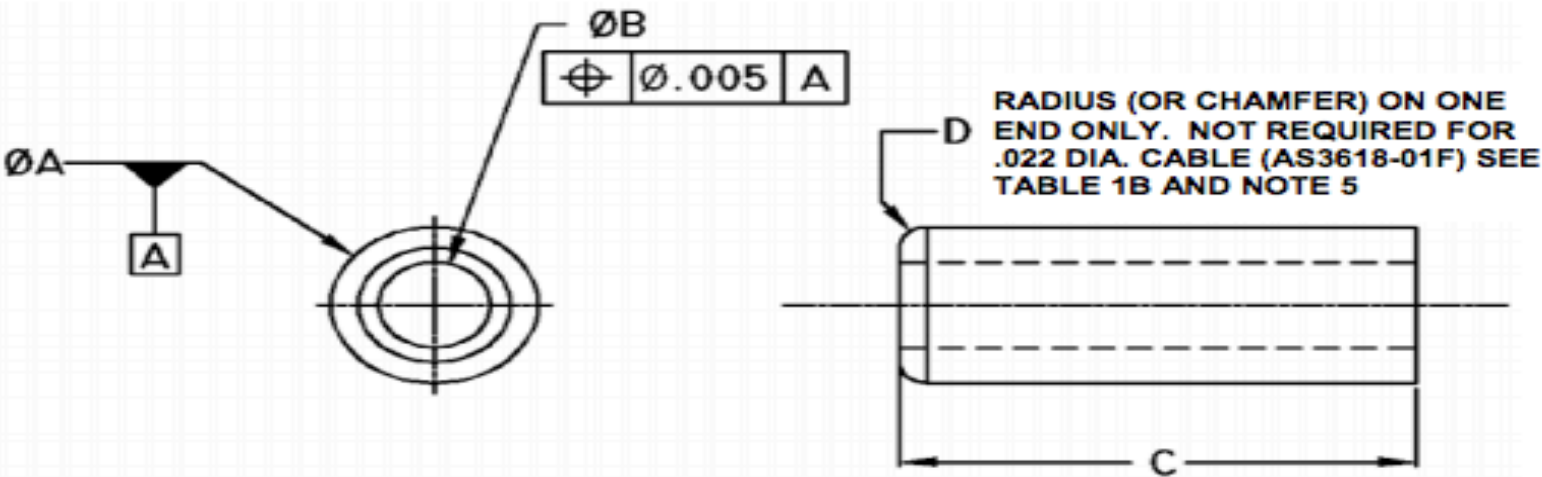 ØB
⌖ Ø.005 A
ØA
A
D
RADIUS (OR CHAMFER) ON ONE
END ONLY. NOT REQUIRED FOR
.022 DIA. CABLE (AS3618-01F) SEE
TABLE 1B AND NOTE 5
C